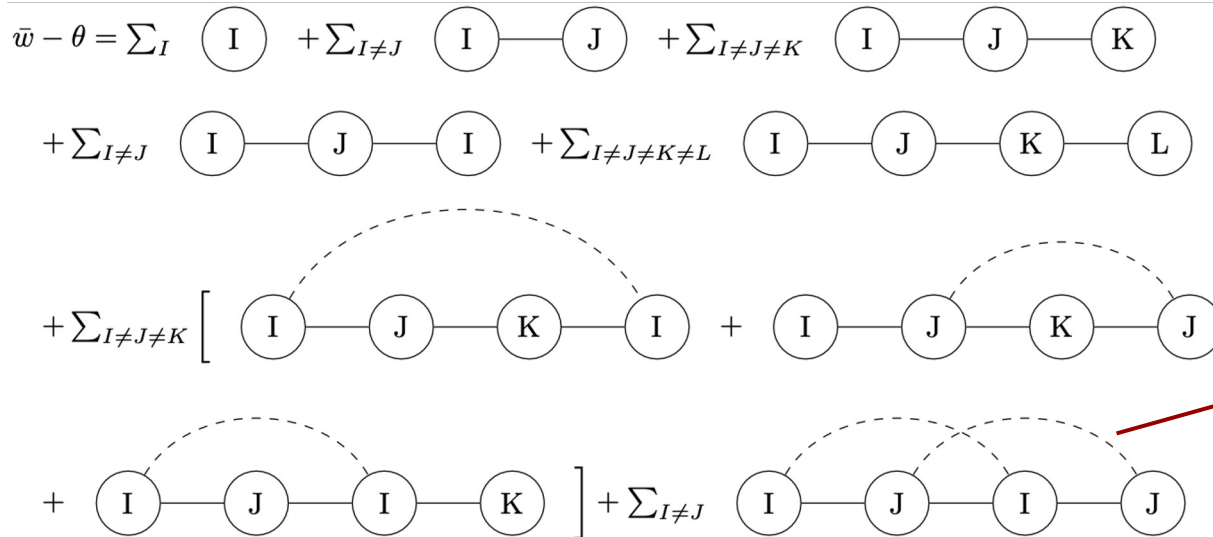 w̄ − θ = ∑_I I + ∑_{I≠J} I J + ∑_{I≠J≠K} I J K
+ ∑_{I≠J} I J I + ∑_{I≠J≠K≠L} I J K L
+ ∑_{I≠J≠K} [ I J K I + I J K J
+ I J I K ] + ∑_{I≠J} I J I J